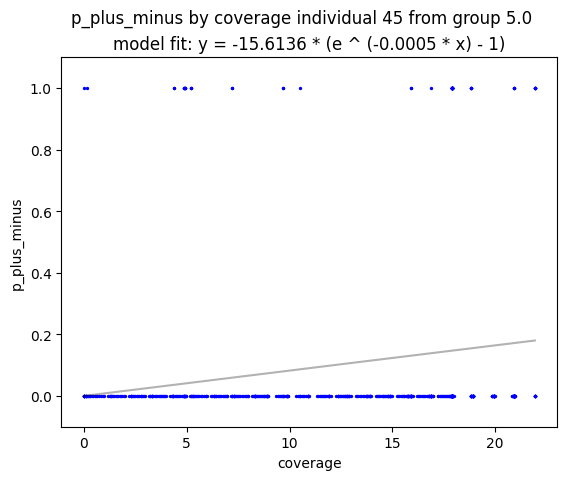 p_plus_minus by coverage individual 45 from group 5.0
model fit: y = -15.6136 * (e ^ (-0.0005 * x) - 1)
1.0
0.8
0.6
0.4
0.2
0.0
p_plus_minus
0 5 10 15 20
coverage